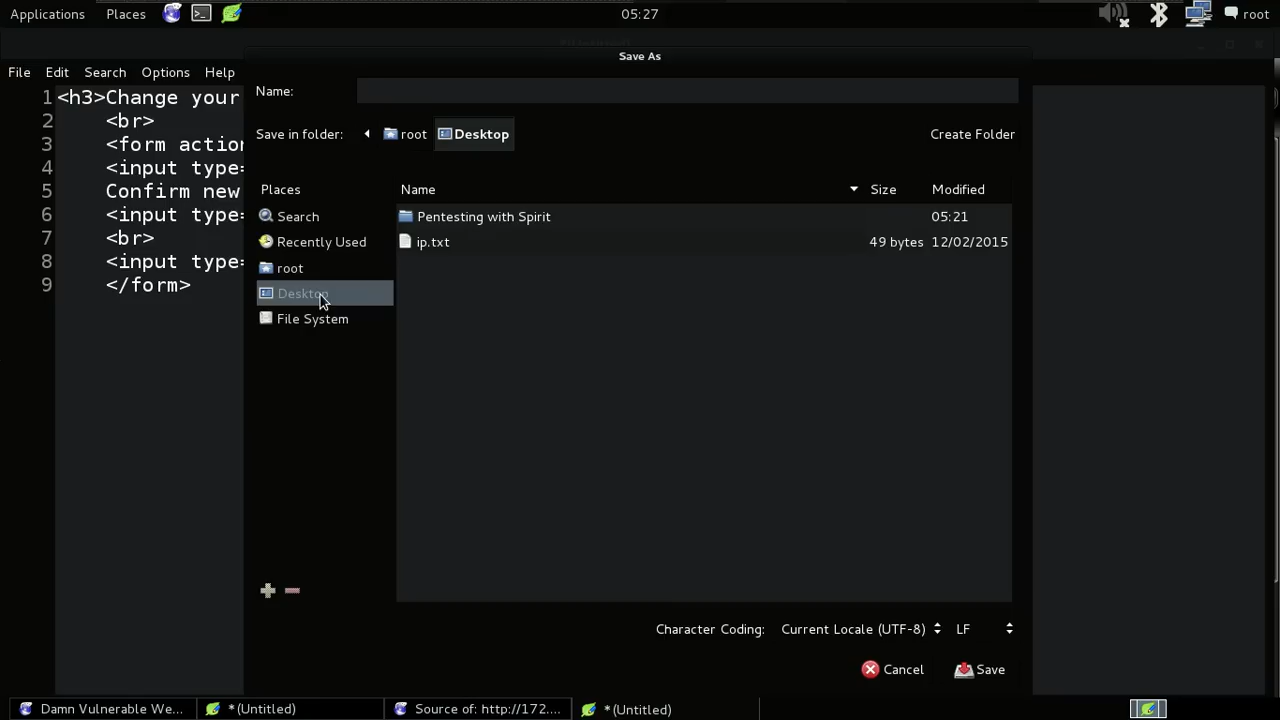 Applications Places 05:27 root
Save As
File Edit Search Options Help
Name:
1 <h3>Change your
2 <br>
3 <form action
4 <input type=
5 Confirm new
6 <input type=
7 <br>
8 <input type=
9 </form>
Save in folder: root Desktop Create Folder
Places
Search
Recently Used
root
Desktop
File System
Name Size Modified
Pentesting with Spirit 05:21
ip.txt 49 bytes 12/02/2015
Character Coding: Current Locale (UTF-8) LF
Cancel Save
Damn Vulnerable We... *(Untitled) Source of: http://172.... *(Untitled)